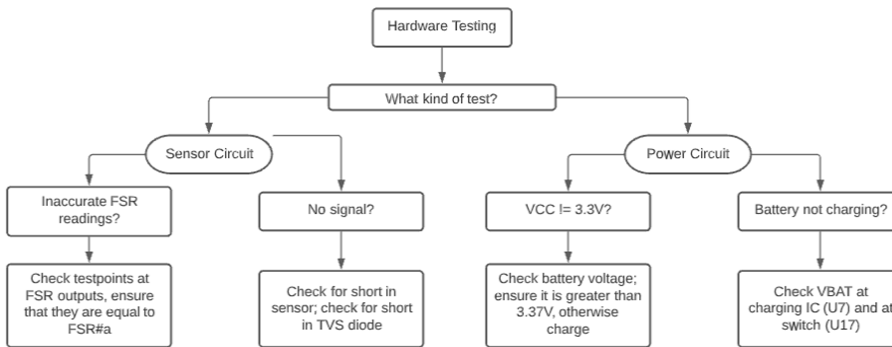 Hardware Testing
What kind of test?
Sensor Circuit
Power Circuit
Inaccurate FSR
readings?
No signal?
VCC != 3.3V?
Battery not charging?
Check testpoints at
FSR outputs, ensure
that they are equal to
FSR#a
Check for short in
sensor; check for short
in TVS diode
Check battery voltage;
ensure it is greater than
3.37V, otherwise
charge
Check VBAT at
charging IC (U7) and at
switch (U17)